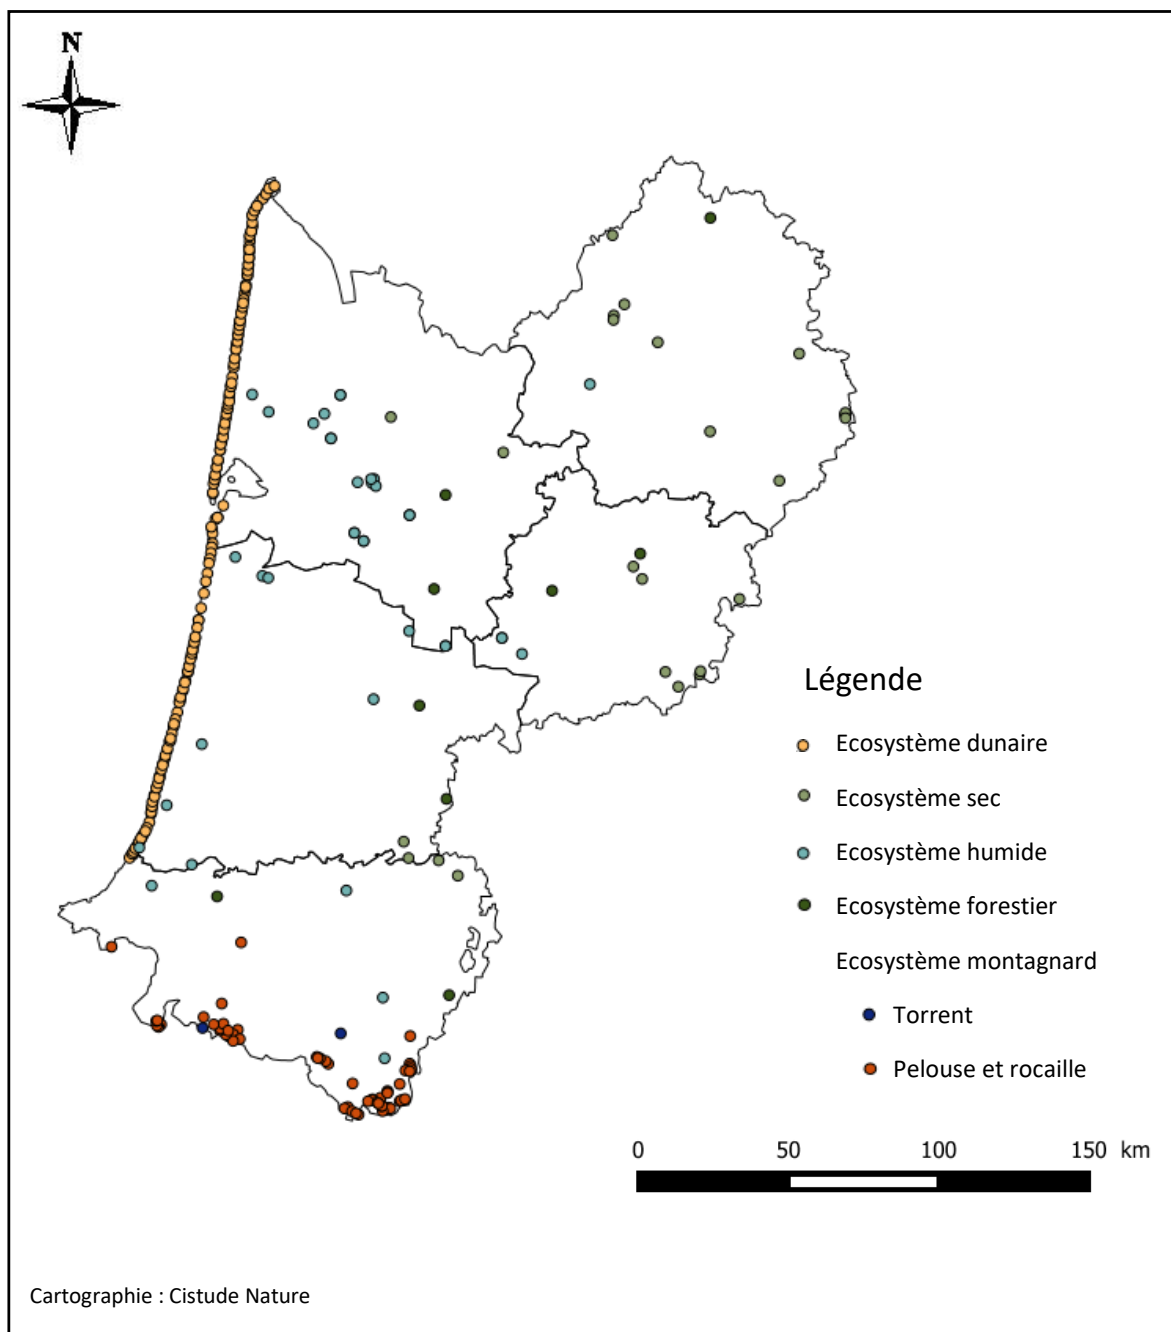 N
Légende
Ecosystème dunaire
Ecosystème sec
Ecosystème humide
Ecosystème forestier
Ecosystème montagnard
Torrent
Pelouse et rocaille
0 50 100 150 km
Cartographie : Cistude Nature